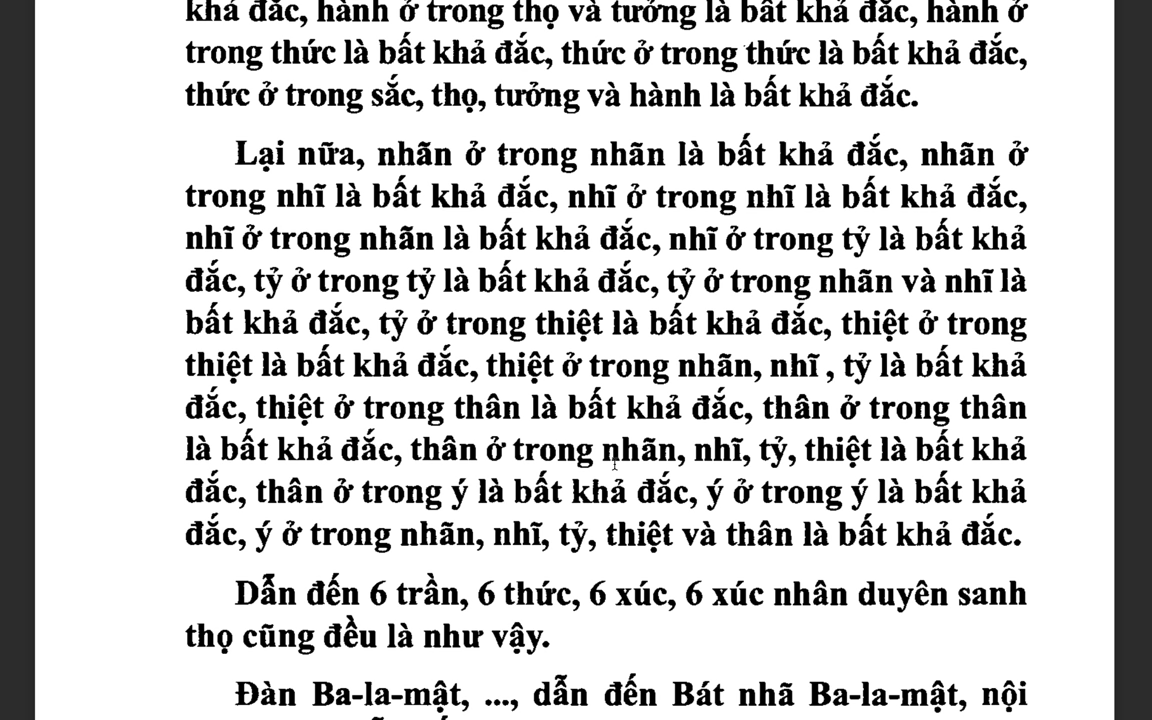 khả đắc, hành ở trong thọ và tưởng là bất khả đắc, hành ở
trong thức là bất khả đắc, thức ở trong thức là bất khả đắc,
thức ở trong sắc, thọ, tưởng và hành là bất khả đắc.
Lại nữa, nhãn ở trong nhãn là bất khả đắc, nhãn ở
trong nhĩ là bất khả đắc, nhĩ ở trong nhĩ là bất khả đắc,
nhĩ ở trong nhãn là bất khả đắc, nhĩ ở trong tỷ là bất khả
đắc, tỷ ở trong tỷ là bất khả đắc, tỷ ở trong nhãn và nhĩ là
bất khả đắc, tỷ ở trong thiệt là bất khả đắc, thiệt ở trong
thiệt là bất khả đắc, thiệt ở trong nhãn, nhĩ , tỷ là bất khả
đắc, thiệt ở trong thân là bất khả đắc, thân ở trong thân
là bất khả đắc, thân ở trong nhãn, nhĩ, tỷ, thiệt là bất khả
đắc, thân ở trong ý là bất khả đắc, ý ở trong ý là bất khả
đắc, ý ở trong nhãn, nhĩ, tỷ, thiệt và thân là bất khả đắc.
Dẫn đến 6 trần, 6 thức, 6 xúc, 6 xúc nhân duyên sanh
thọ cũng đều là như vậy.
Đàn Ba-la-mật, ..., dẫn đến Bát nhã Ba-la-mật, nội